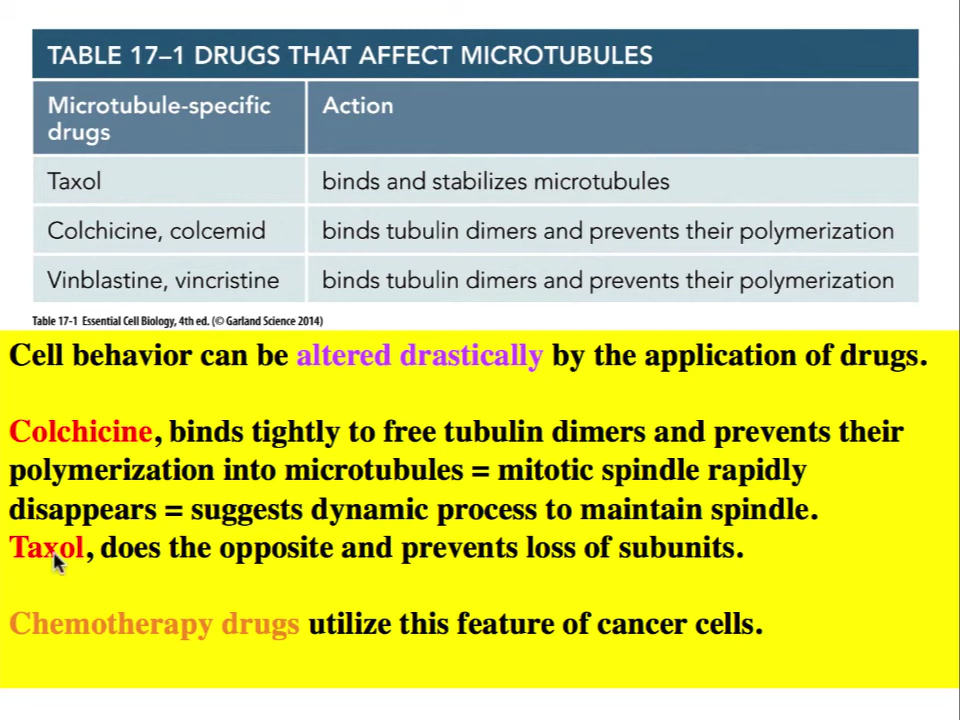 TABLE 17–1 DRUGS THAT AFFECT MICROTUBULES
Microtubule-specific drugs
Action
Taxol
binds and stabilizes microtubules
Colchicine, colcemid
binds tubulin dimers and prevents their polymerization
Vinblastine, vincristine
binds tubulin dimers and prevents their polymerization
Table 17-1 Essential Cell Biology, 4th ed. (© Garland Science 2014)
Cell behavior can be altered drastically by the application of drugs.
Colchicine, binds tightly to free tubulin dimers and prevents their
polymerization into microtubules = mitotic spindle rapidly
disappears = suggests dynamic process to maintain spindle.
Taxol, does the opposite and prevents loss of subunits.
Chemotherapy drugs utilize this feature of cancer cells.